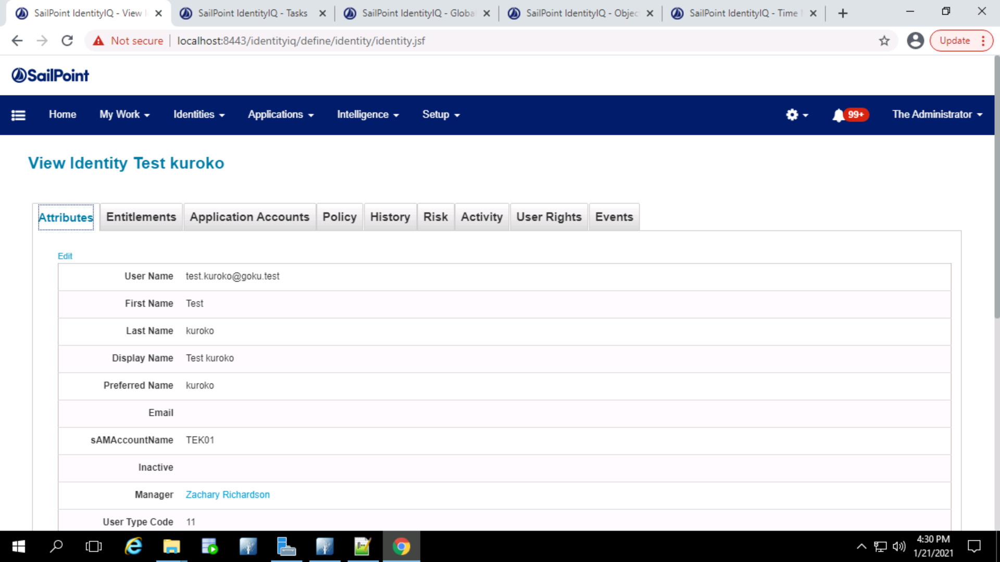 SailPoint IdentityIQ - View
SailPoint IdentityIQ - Tasks
SailPoint IdentityIQ - Global
SailPoint IdentityIQ - Objec
SailPoint IdentityIQ - Time
Not secure
localhost:8443/identityiq/define/identity/identity.jsf
Update
SailPoint
Home
My Work
Identities
Applications
Intelligence
Setup
99+
The Administrator
View Identity Test kuroko
Attributes
Entitlements
Application Accounts
Policy
History
Risk
Activity
User Rights
Events
Edit
User Name test.kuroko@goku.test
First Name Test
Last Name kuroko
Display Name Test kuroko
Preferred Name kuroko
Email
sAMAccountName TEK01
Inactive
Manager Zachary Richardson
User Type Code 11
4:30 PM
1/21/2021